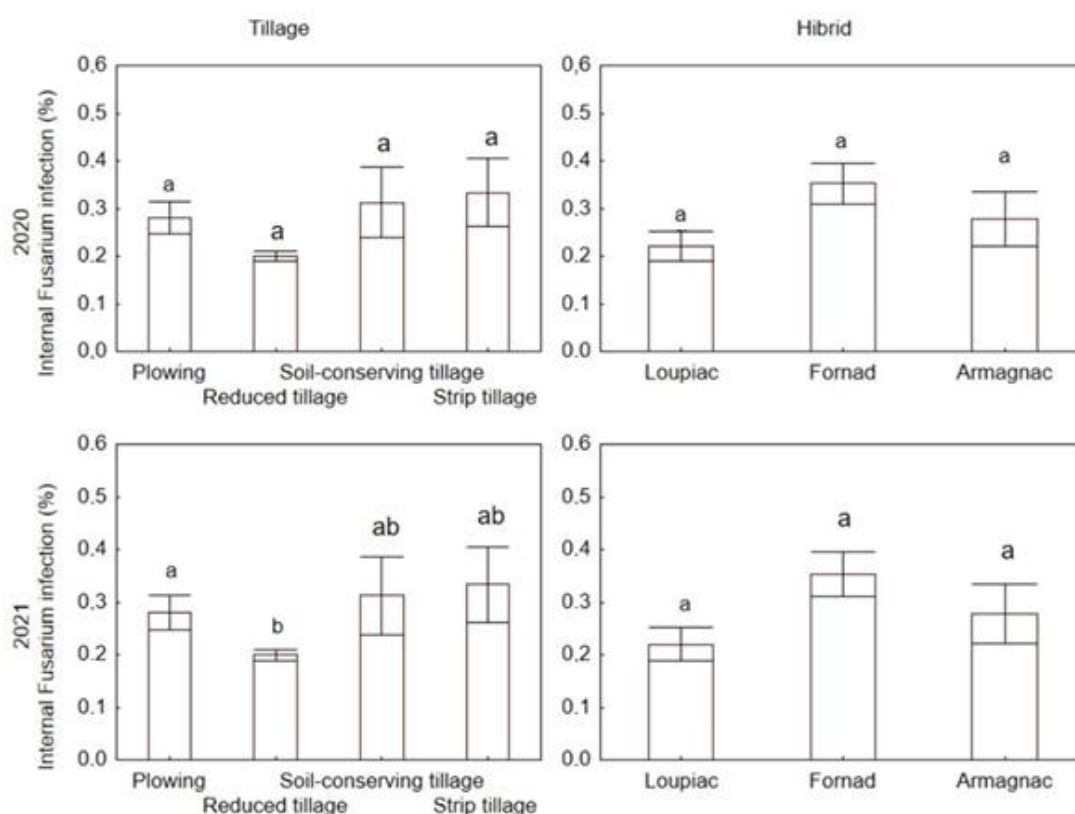 Tillage
Hibrid
2020
Internal Fusarium infection (%)
0,6
0.5
0.4
0.3
0.2
0.1
0.0
a
a
a
a
Plowing
Soil-conserving tillage
Reduced tillage
Strip tillage
0,6
0.5
0.4
0.3
0.2
0.1
0.0
a
a
a
Loupiac
Fornad
Armagnac
2021
Internal Fusarium infection (%)
0.6
0.5
0.4
0.3
0.2
0.1
0.0
a
b
ab
ab
Plowing
Soil-conserving tillage
Reduced tillage
Strip tillage
0.6
0.5
0.4
0.3
0.2
0.1
0.0
a
a
a
Loupiac
Fornad
Armagnac